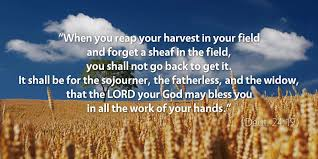 “When you reap your harvest in your field
and forget a sheaf in the field,
you shall not go back to get it.
It shall be for the sojourner, the fatherless, and the widow,
that the LORD your God may bless you
in all the work of your hands.”
Deut. 24:19